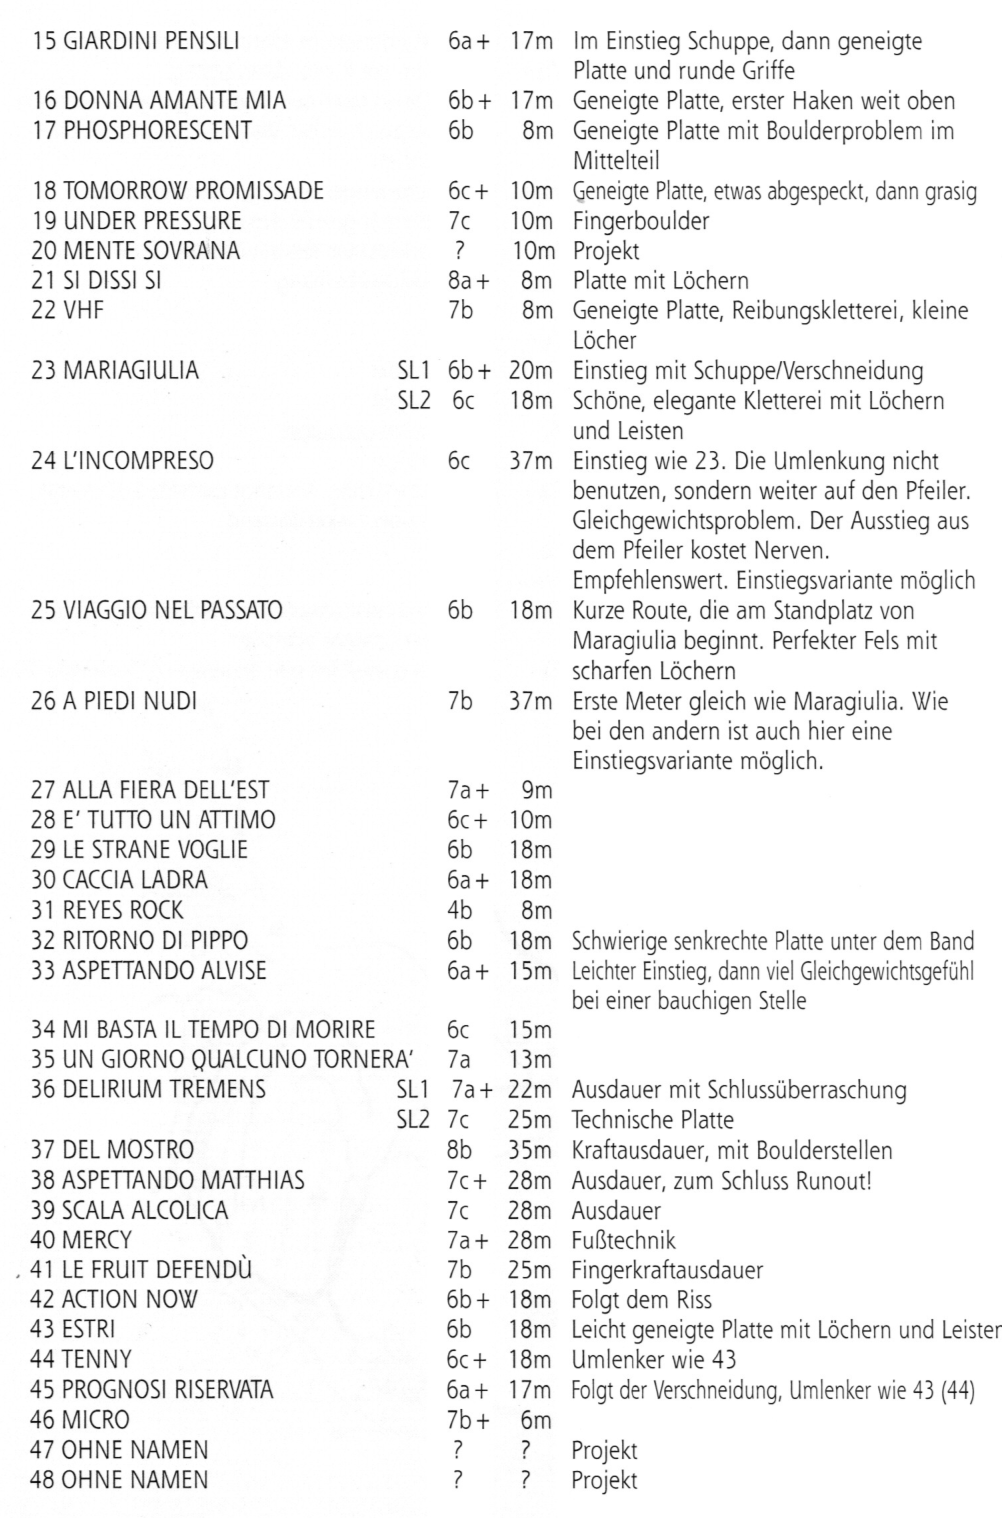 15 GIARDINI PENSILI 6a+ 17m Im Einstieg Schuppe, dann geneigte
Platte und runde Griffe
16 DONNA AMANTE MIA 6b+ 17m Geneigte Platte, erster Haken weit oben
17 PHOSPHORESCENT 6b 8m Geneigte Platte mit Boulderproblem im
Mittelteil
18 TOMORROW PROMISSADE 6c+ 10m Geneigte Platte, etwas abgespeckt, dann grasig
19 UNDER PRESSURE 7c 10m Fingerboulder
20 MENTE SOVRANA ? 10m Projekt
21 SI DISSI SI 8a+ 8m Platte mit Löchern
22 VHF 7b 8m Geneigte Platte, Reibungskletterei, kleine
Löcher
23 MARIAGIULIA SL1 6b+ 20m Einstieg mit Schuppe/Verschneidung
SL2 6c 18m Schöne, elegante Kletterei mit Löchern
und Leisten
24 L'INCOMPRESO 6c 37m Einstieg wie 23. Die Umlenkung nicht
benutzen, sondern weiter auf den Pfeiler.
Gleichgewichtsproblem. Der Ausstieg aus
dem Pfeiler kostet Nerven.
Empfehlenswert. Einstiegsvariante möglich
25 VIAGGIO NEL PASSATO 6b 18m Kurze Route, die am Standplatz von
Maragiulia beginnt. Perfekter Fels mit
scharfen Löchern
26 A PIEDI NUDI 7b 37m Erste Meter gleich wie Maragiulia. Wie
bei den andern ist auch hier eine
Einstiegsvariante möglich.
27 ALLA FIERA DELL'EST 7a+ 9m
28 E' TUTTO UN ATTIMO 6c+ 10m
29 LE STRANE VOGLIE 6b 18m
30 CACCIA LADRA 6a+ 18m
31 REYES ROCK 4b 8m
32 RITORNO DI PIPPO 6b 18m Schwierige senkrechte Platte unter dem Band
33 ASPETTANDO ALVISE 6a+ 15m Leichter Einstieg, dann viel Gleichgewichtsgefühl
bei einer bauchigen Stelle
34 MI BASTA IL TEMPO DI MORIRE 6c 15m
35 UN GIORNO QUALCUNO TORNERA' 7a 13m
36 DELIRIUM TREMENS SL1 7a+ 22m Ausdauer mit Schlussüberraschung
SL2 7c 25m Technische Platte
37 DEL MOSTRO 8b 35m Kraftausdauer, mit Boulderstellen
38 ASPETTANDO MATTHIAS 7c+ 28m Ausdauer, zum Schluss Runout!
39 SCALA ALCOLICA 7c 28m Ausdauer
40 MERCY 7a+ 28m Fußtechnik
41 LE FRUIT DEFENDÙ 7b 25m Fingerkraftausdauer
42 ACTION NOW 6b+ 18m Folgt dem Riss
43 ESTRI 6b 18m Leicht geneigte Platte mit Löchern und Leisten
44 TENNY 6c+ 18m Umlenker wie 43
45 PROGNOSI RISERVATA 6a+ 17m Folgt der Verschneidung, Umlenker wie 43 (44)
46 MICRO 7b+ 6m
47 OHNE NAMEN ? ? Projekt
48 OHNE NAMEN ? ? Projekt